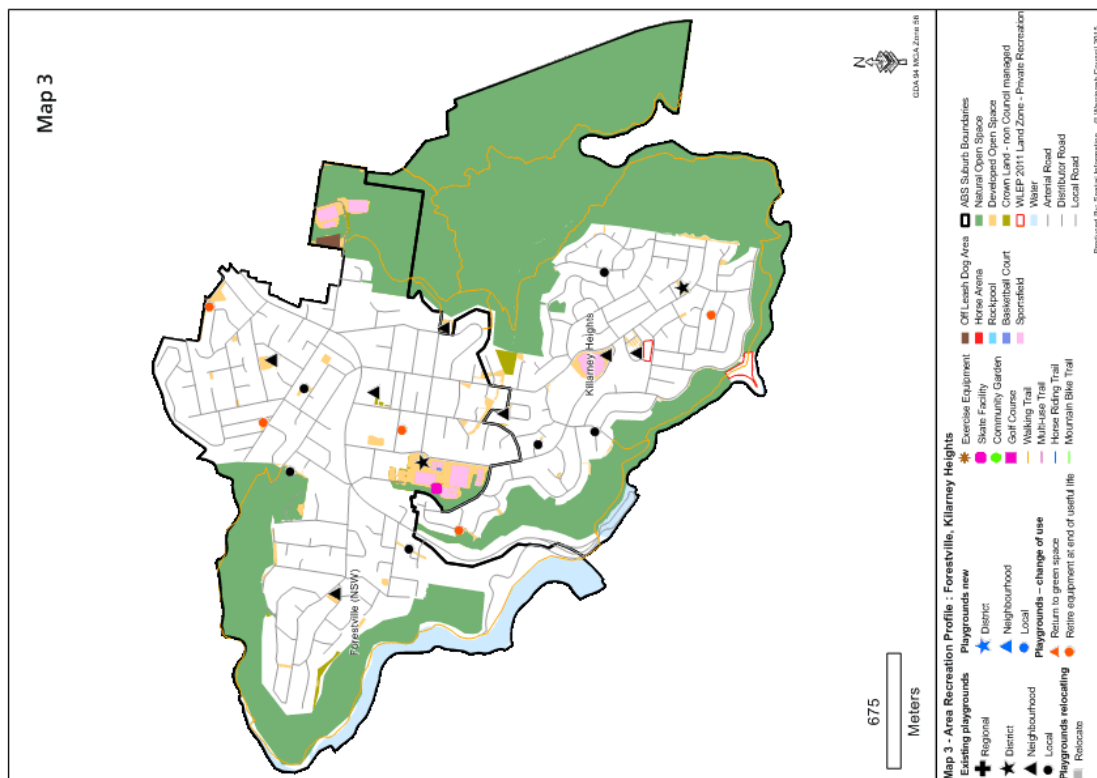 Map 3
N
GDA 94 MGA Zone 56
Killarney Heights
Forestville (NSW)
675
Meters
Map 3 - Area Recreation Profile : Forestville, Kilarney Heights
Existing playgrounds
Regional
District
Neighbourhood
Local
Playgrounds relocating
Relocate
Playgrounds new
District
Neighbourhood
Local
Playgrounds – change of use
Return to green space
Retire equipment at end of useful life
Exercise Equipment
Skate Facility
Community Garden
Golf Course
Walking Trail
Multi-use Trail
Horse Riding Trail
Mountain Bike Trail
Off Leash Dog Area
Horse Arena
Rockpool
Basketball Court
Sportsfield
ABS Suburb Boundaries
Natural Open Space
Developed Open Space
Crown Land - non Council managed
WLEP 2011 Land Zone - Private Recreation
Water
Arterial Road
Distributor Road
Local Road